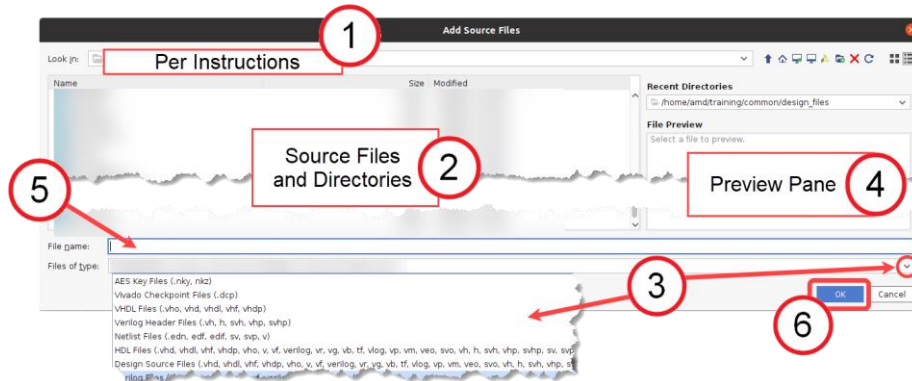 1
Add Source Files
Look in:
Per Instructions
Name Size Modified
Recent Directories
/home/amd/training/common/design_files
File Preview
Select a file to preview.
Source Files
and Directories
2
Preview Pane
4
5
File name:
Files of type:
3
AES Key Files (.nky, nkz)
Vivado Checkpoint Files (.dcp)
VHDL Files (.vho, vhd, vhdl, vhf, vhdp)
Verilog Header Files (.vh, h, svh, vhp, svhp)
Netlist Files (.edn, edf, edif, sv, svp, v)
HDL Files (.vhd, vhdl, vhf, vhdp, vho, v, vf, verilog, vr, vg, vb, tf, vlog, vp, vm, veo, svo, vh, h, svh, vhp, svhp, sv, svp
Design Source Files (.vhd, vhdl, vhf, vhdp, vho, v, vf, verilog, vr, vg, vb, tf, vlog, vp, vm, veo, svo, vh, h, svh, vhp, s
OK Cancel
6